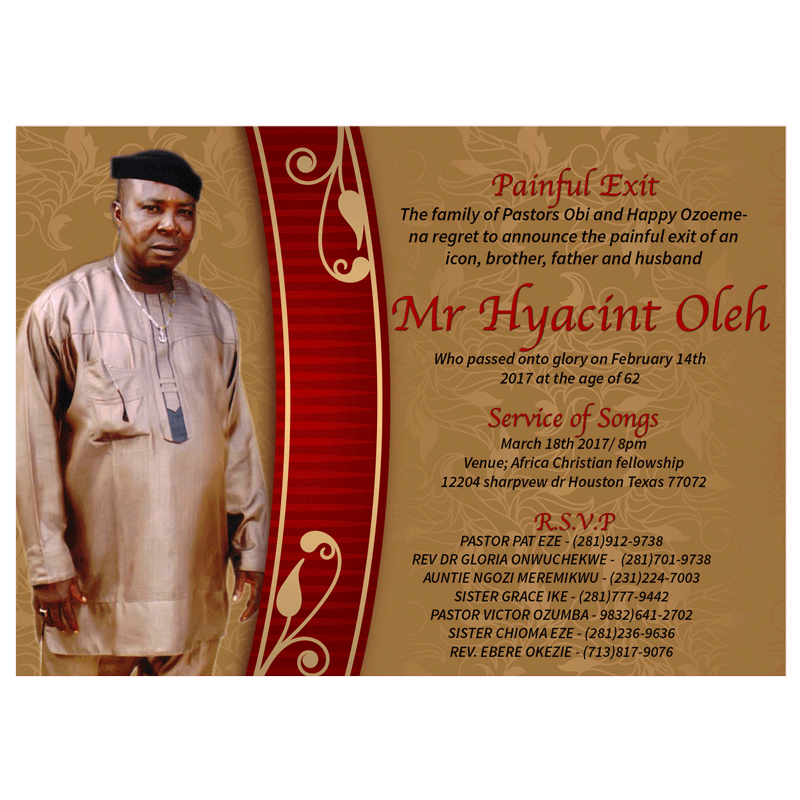 Painful Exit
The family of Pastors Obi and Happy Ozoeme-
na regret to announce the painful exit of an
icon, brother, father and husband
Mr Hyacint Oleh
Who passed onto glory on February 14th
2017 at the age of 62
Service of Songs
March 18th 2017/ 8pm
Venue; Africa Christian fellowship
12204 sharpvew dr Houston Texas 77072
R.S.V.P
PASTOR PAT EZE - (281)912-9738
REV DR GLORIA ONWUCHEKWE -  (281)701-9738
AUNTIE NGOZI MEREMIKWU - (231)224-7003
SISTER GRACE IKE - (281)777-9442
PASTOR VICTOR OZUMBA - 9832)641-2702
SISTER CHIOMA EZE - (281)236-9636
REV. EBERE OKEZIE - (713)817-9076